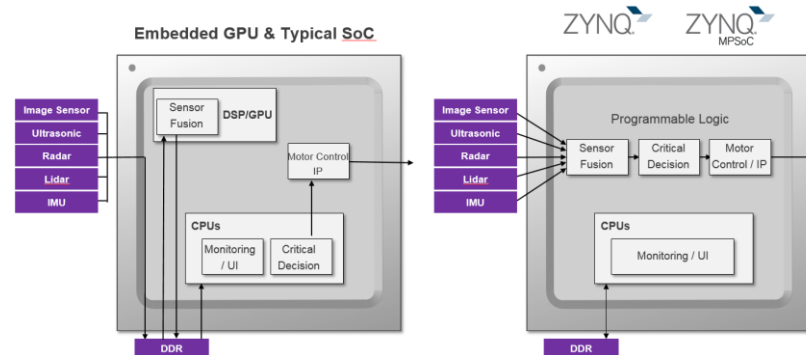 Embedded GPU & Typical SoC
Image Sensor
Ultrasonic
Radar
Lidar
IMU
Sensor
Fusion
DSP/GPU
Motor Control
IP
CPUs
Monitoring
/ UI
Critical
Decision
DDR
ZYNQ
ZYNQ
MPSoC
Image Sensor
Ultrasonic
Radar
Lidar
IMU
Programmable Logic
Sensor
Fusion
Critical
Decision
Motor
Control / IP
CPUs
Monitoring / UI
DDR